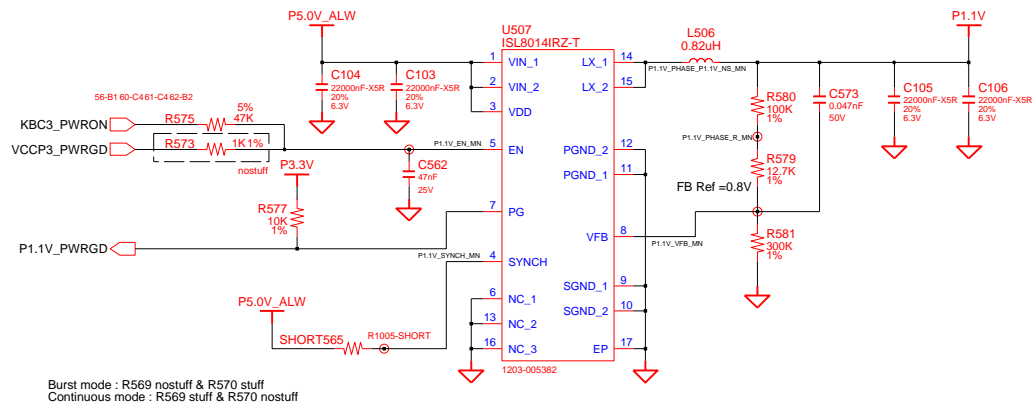 P5.0V_ALW
P1.1V
U507
ISL8014IRZ-T
L506
0.82uH
C104
22000nF-X5R
20%
6.3V
C103
22000nF-X5R
20%
6.3V
1 VIN_1
2 VIN_2
3 VDD
LX_1 14
LX_2 15
P1.1V_PHASE_P1.1V_NS_MN
R580
100K
1%
C573
0.047nF
50V
C105
22000nF-X5R
20%
6.3V
C106
22000nF-X5R
20%
6.3V
56-B160-C461-C462-B2
KBC3_PWRON
R575
5%
47K
VCCP3_PWRGD
R573
1K1%
nostuff
P1.1V_EN_MN
5 EN
C562
47nF
25V
P1.1V_PHASE_R_MN
PGND_2 12
PGND_1 11
R579
12.7K
1%
FB Ref =0.8V
P3.3V
R577
10K
1%
7 PG
P1.1V_PWRGD
VFB 8
P1.1V_VFB_MN
R581
300K
1%
P1.1V_SYNCH_MN
4 SYNCH
SGND_1 9
SGND_2 10
6 NC_1
13 NC_2
16 NC_3
EP 17
P5.0V_ALW
SHORT565
R1005-SHORT
1203-005382
Burst mode : R569 nostuff & R570 stuff
Continuous mode : R569 stuff & R570 nostuff